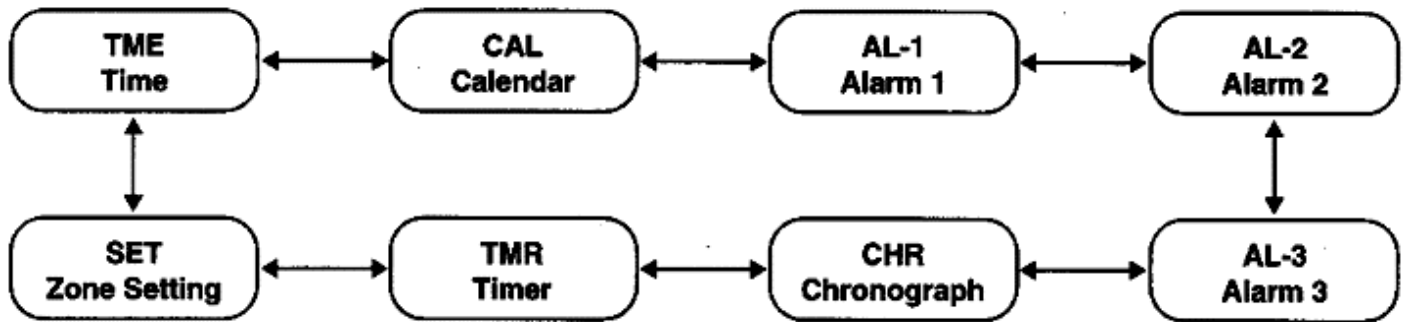 TME
Time
CAL
Calendar
AL-1
Alarm 1
AL-2
Alarm 2
SET
Zone Setting
TMR
Timer
CHR
Chronograph
AL-3
Alarm 3